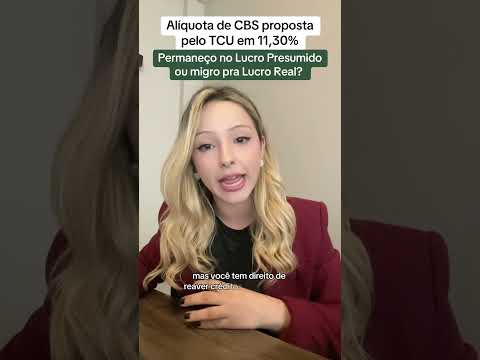 Alíquota de CBS proposta
pelo TCU em 11,30%
Permaneço no Lucro Presumido
ou migro pra Lucro Real?
mas você tem direito de
reaver crédito